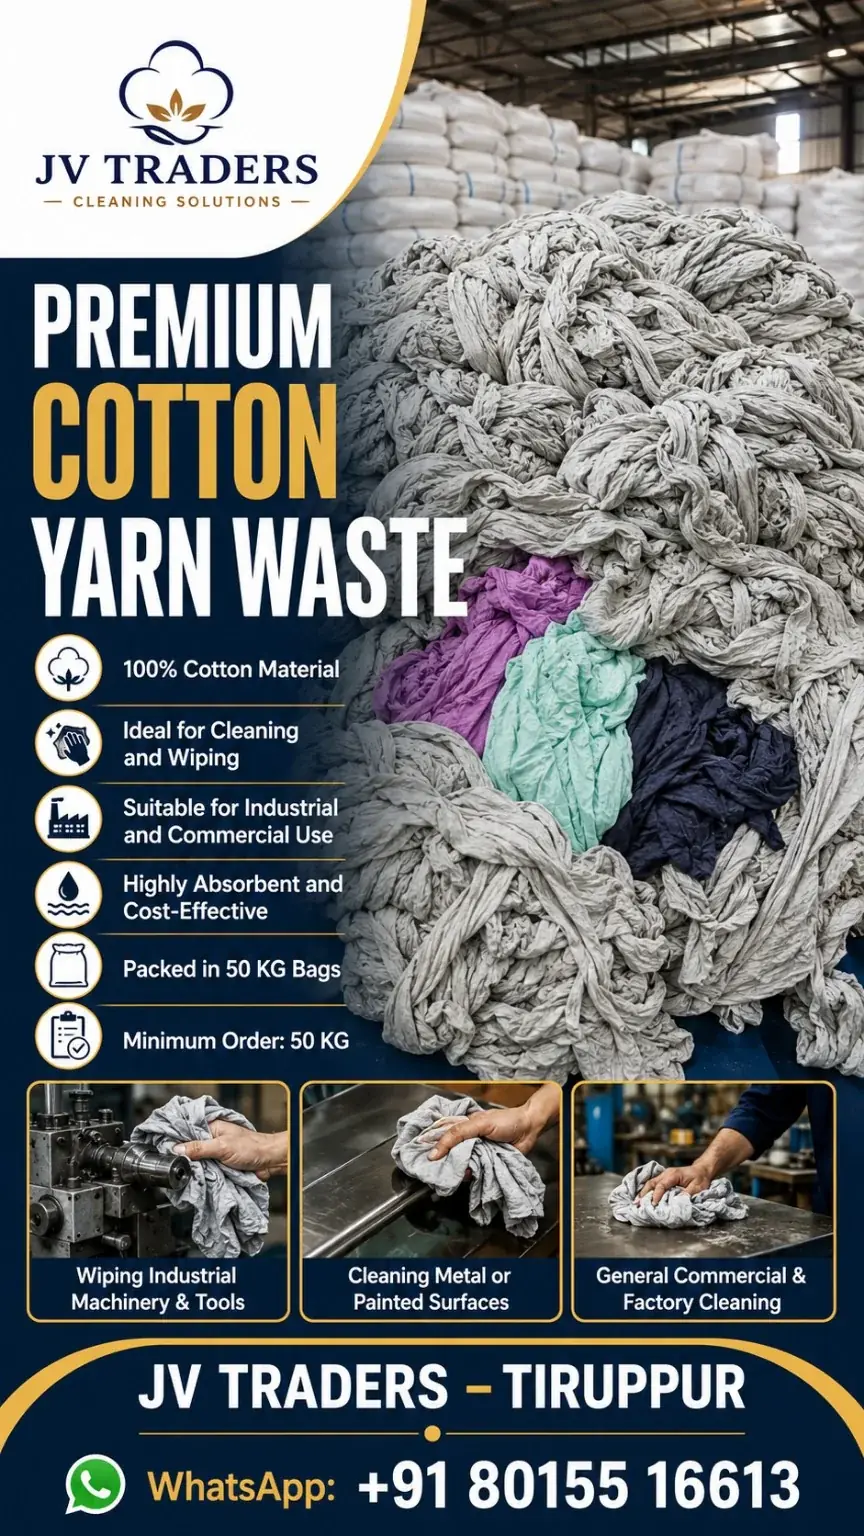 JV TRADERS
— CLEANING SOLUTIONS —
PREMIUM
COTTON
YARN WASTE
100% Cotton Material
Ideal for Cleaning
and Wiping
Suitable for Industrial
and Commercial Use
Highly Absorbent and
Cost-Effective
Packed in 50 KG Bags
Minimum Order: 50 KG
Wiping Industrial
Machinery & Tools
Cleaning Metal or
Painted Surfaces
General Commercial &
Factory Cleaning
JV TRADERS – TIRUPPUR
WhatsApp: +91 80155 16613